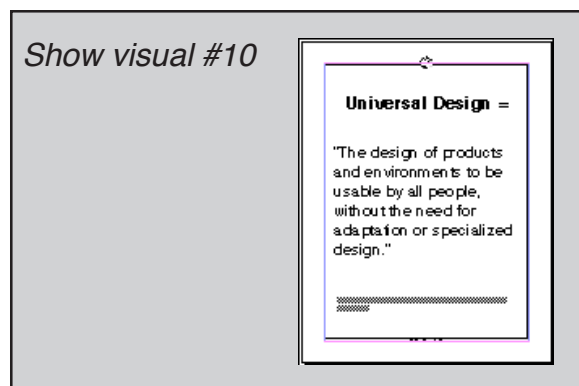 Show visual #10
Universal Design =
"The design of products
and environments to be
usable by all people,
without the need for
adaptation or specialized
design."